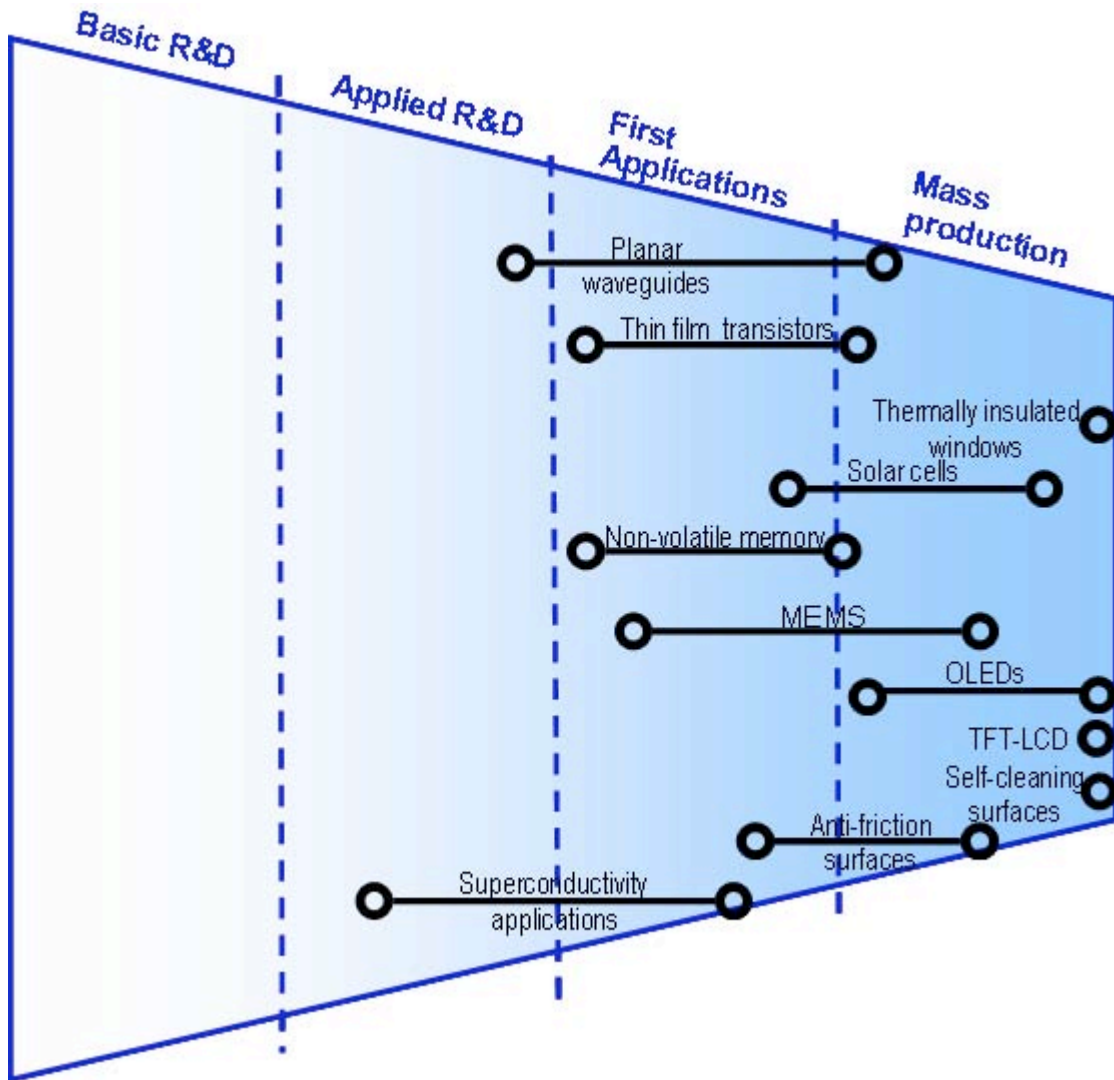 Basic R&D
Applied R&D
First
Applications
Mass
production
Planar
waveguides
Thin film transistors
Thermally insulated
windows
Solar cells
Non-volatile memory
MEMS
OLEDs
TFT-LCD
Self-cleaning
surfaces
Anti-friction
surfaces
Superconductivity
applications